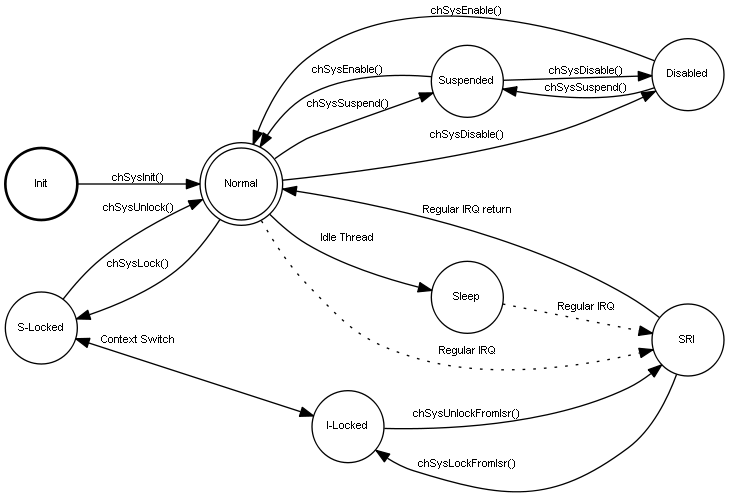 chSysEnable()
chSysEnable()
Suspended
chSysDisable()
Disabled
chSysSuspend()
chSysSuspend()
chSysDisable()
Init
chSysInit()
Normal
chSysUnlock()
Regular IRQ return
Idle Thread
chSysLock()
Sleep
Regular IRQ
S-Locked
Context Switch
SRI
Regular IRQ
I-Locked
chSysUnlockFromIsr()
chSysLockFromIsr()